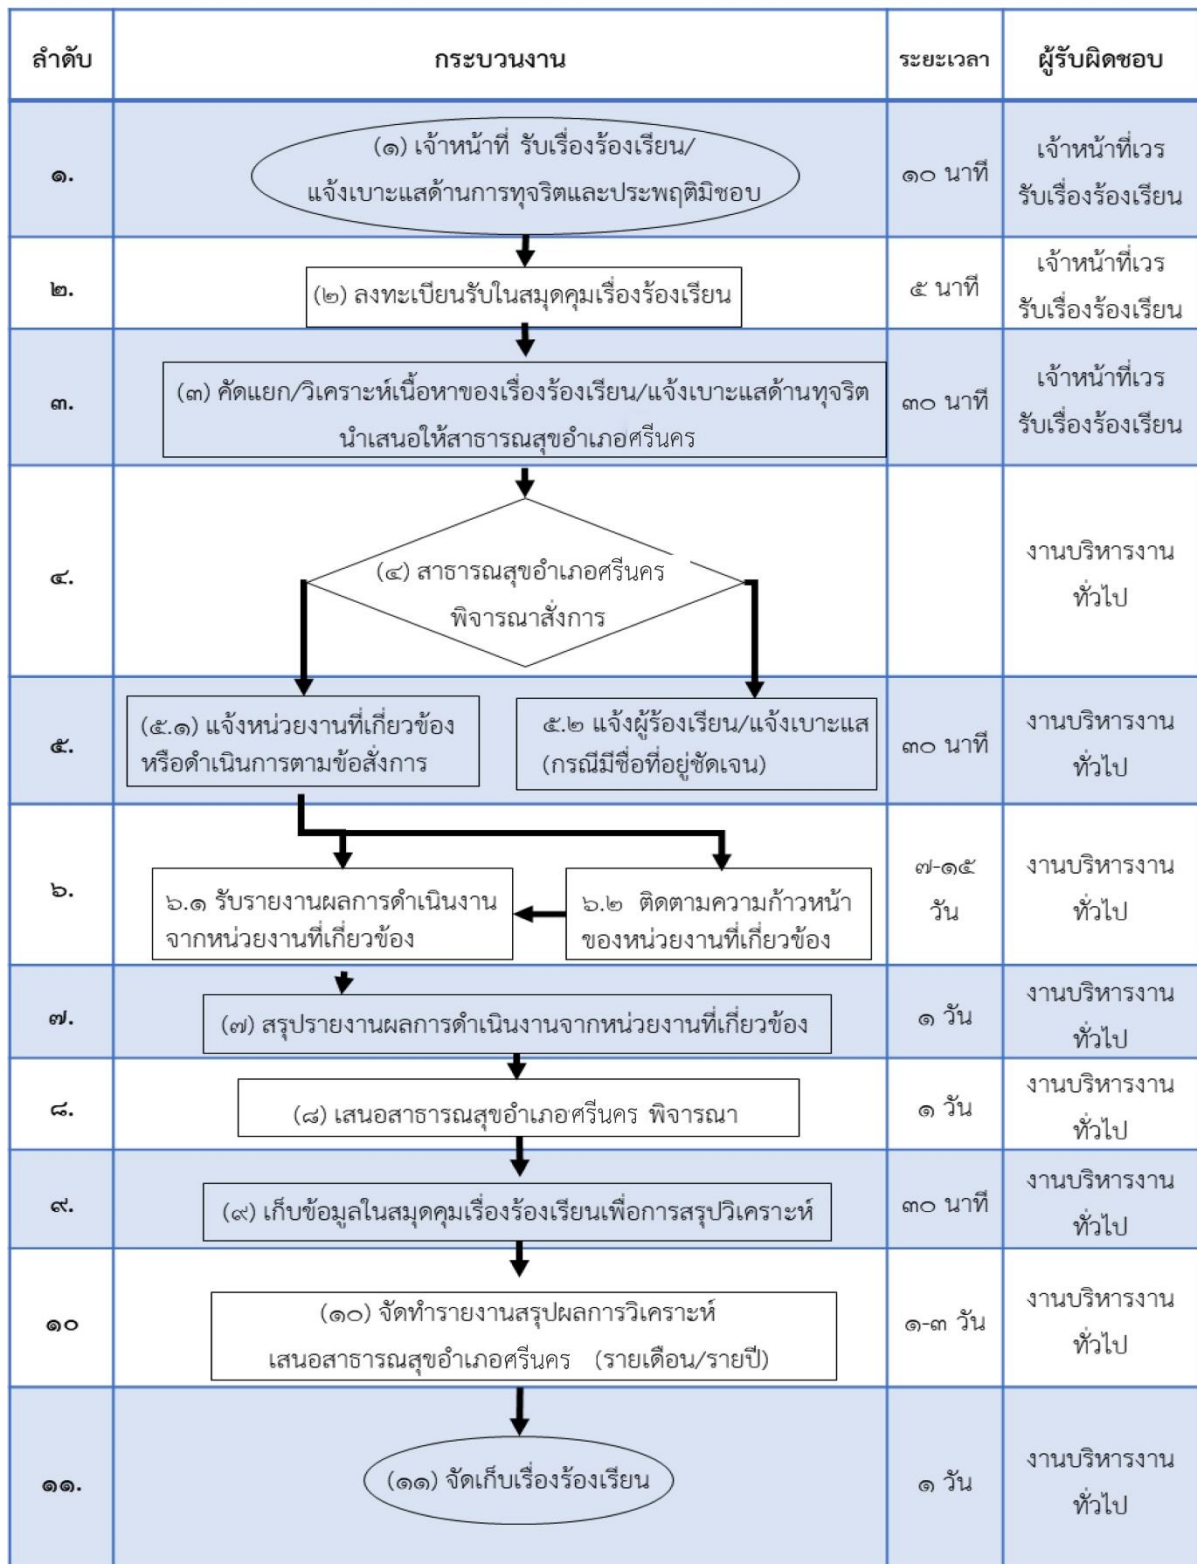 ลำดับ
กระบวนงาน
ระยะเวลา
ผู้รับผิดชอบ
๑.
(๑) เจ้าหน้าที่ รับเรื่องร้องเรียน/
แจ้งเบาะแสด้านการทุจริตและประพฤติมิชอบ
๑๐ นาที
เจ้าหน้าที่เวร
รับเรื่องร้องเรียน
๒.
(๒) ลงทะเบียนรับในสมุดคุมเรื่องร้องเรียน
๕ นาที
เจ้าหน้าที่เวร
รับเรื่องร้องเรียน
๓.
(๓) คัดแยก/วิเคราะห์เนื้อหาของเรื่องร้องเรียน/แจ้งเบาะแสด้านทุจริต
นำเสนอให้สาธารณสุขอำเภอศรีนคร
๓๐ นาที
เจ้าหน้าที่เวร
รับเรื่องร้องเรียน
๔.
(๔) สาธารณสุขอำเภอศรีนคร
พิจารณาสั่งการ
งานบริหารงาน
ทั่วไป
๕.
(๕.๑) แจ้งหน่วยงานที่เกี่ยวข้อง
หรือดำเนินการตามข้อสั่งการ
๕.๒ แจ้งผู้ร้องเรียน/แจ้งเบาะแส
(กรณีมีชื่อที่อยู่ชัดเจน)
๓๐ นาที
งานบริหารงาน
ทั่วไป
๖.
๖.๑ รับรายงานผลการดำเนินงาน
จากหน่วยงานที่เกี่ยวข้อง
๖.๒ ติดตามความก้าวหน้า
ของหน่วยงานที่เกี่ยวข้อง
๗-๑๕
วัน
งานบริหารงาน
ทั่วไป
๗.
(๗) สรุปรายงานผลการดำเนินงานจากหน่วยงานที่เกี่ยวข้อง
๑ วัน
งานบริหารงาน
ทั่วไป
๘.
(๘) เสนอสาธารณสุขอำเภอศรีนคร พิจารณา
๑ วัน
งานบริหารงาน
ทั่วไป
๙.
(๙) เก็บข้อมูลในสมุดคุมเรื่องร้องเรียนเพื่อการสรุปวิเคราะห์
๓๐ นาที
งานบริหารงาน
ทั่วไป
๑๐
(๑๐) จัดทำรายงานสรุปผลการวิเคราะห์
เสนอสาธารณสุขอำเภอศรีนคร (รายเดือน/รายปี)
๑-๓ วัน
งานบริหารงาน
ทั่วไป
๑๑.
(๑๑) จัดเก็บเรื่องร้องเรียน
๑ วัน
งานบริหารงาน
ทั่วไป